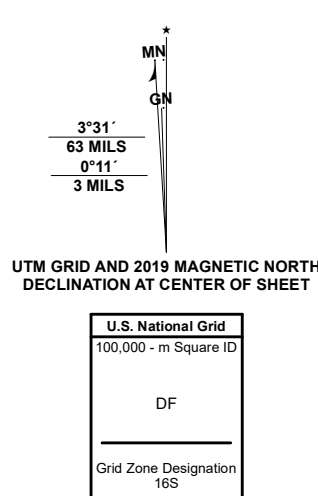 MN
GN
3°31´
63 MILS
0°11´
3 MILS
UTM GRID AND 2019 MAGNETIC NORTH
DECLINATION AT CENTER OF SHEET
U.S. National Grid
100,000 - m Square ID
DF
Grid Zone Designation
16S